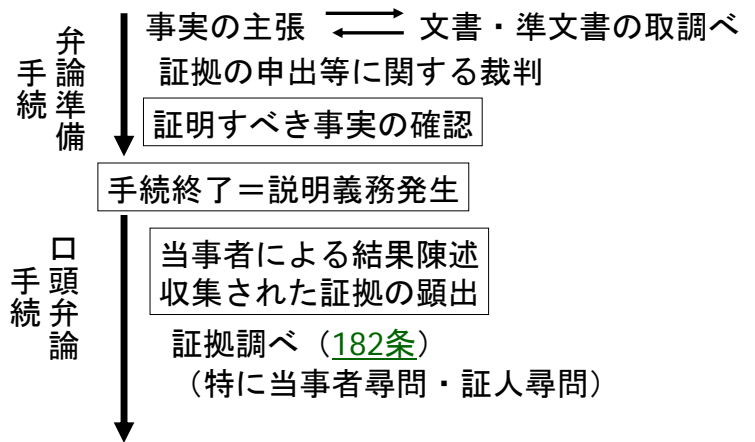 弁論準備
手続
事実の主張
文書・準文書の取調べ
証拠の申出等に関する裁判
証明すべき事実の確認
手続終了＝説明義務発生
口頭弁論
手続
当事者による結果陳述
収集された証拠の顕出
証拠調べ（182条）
（特に当事者尋問・証人尋問）